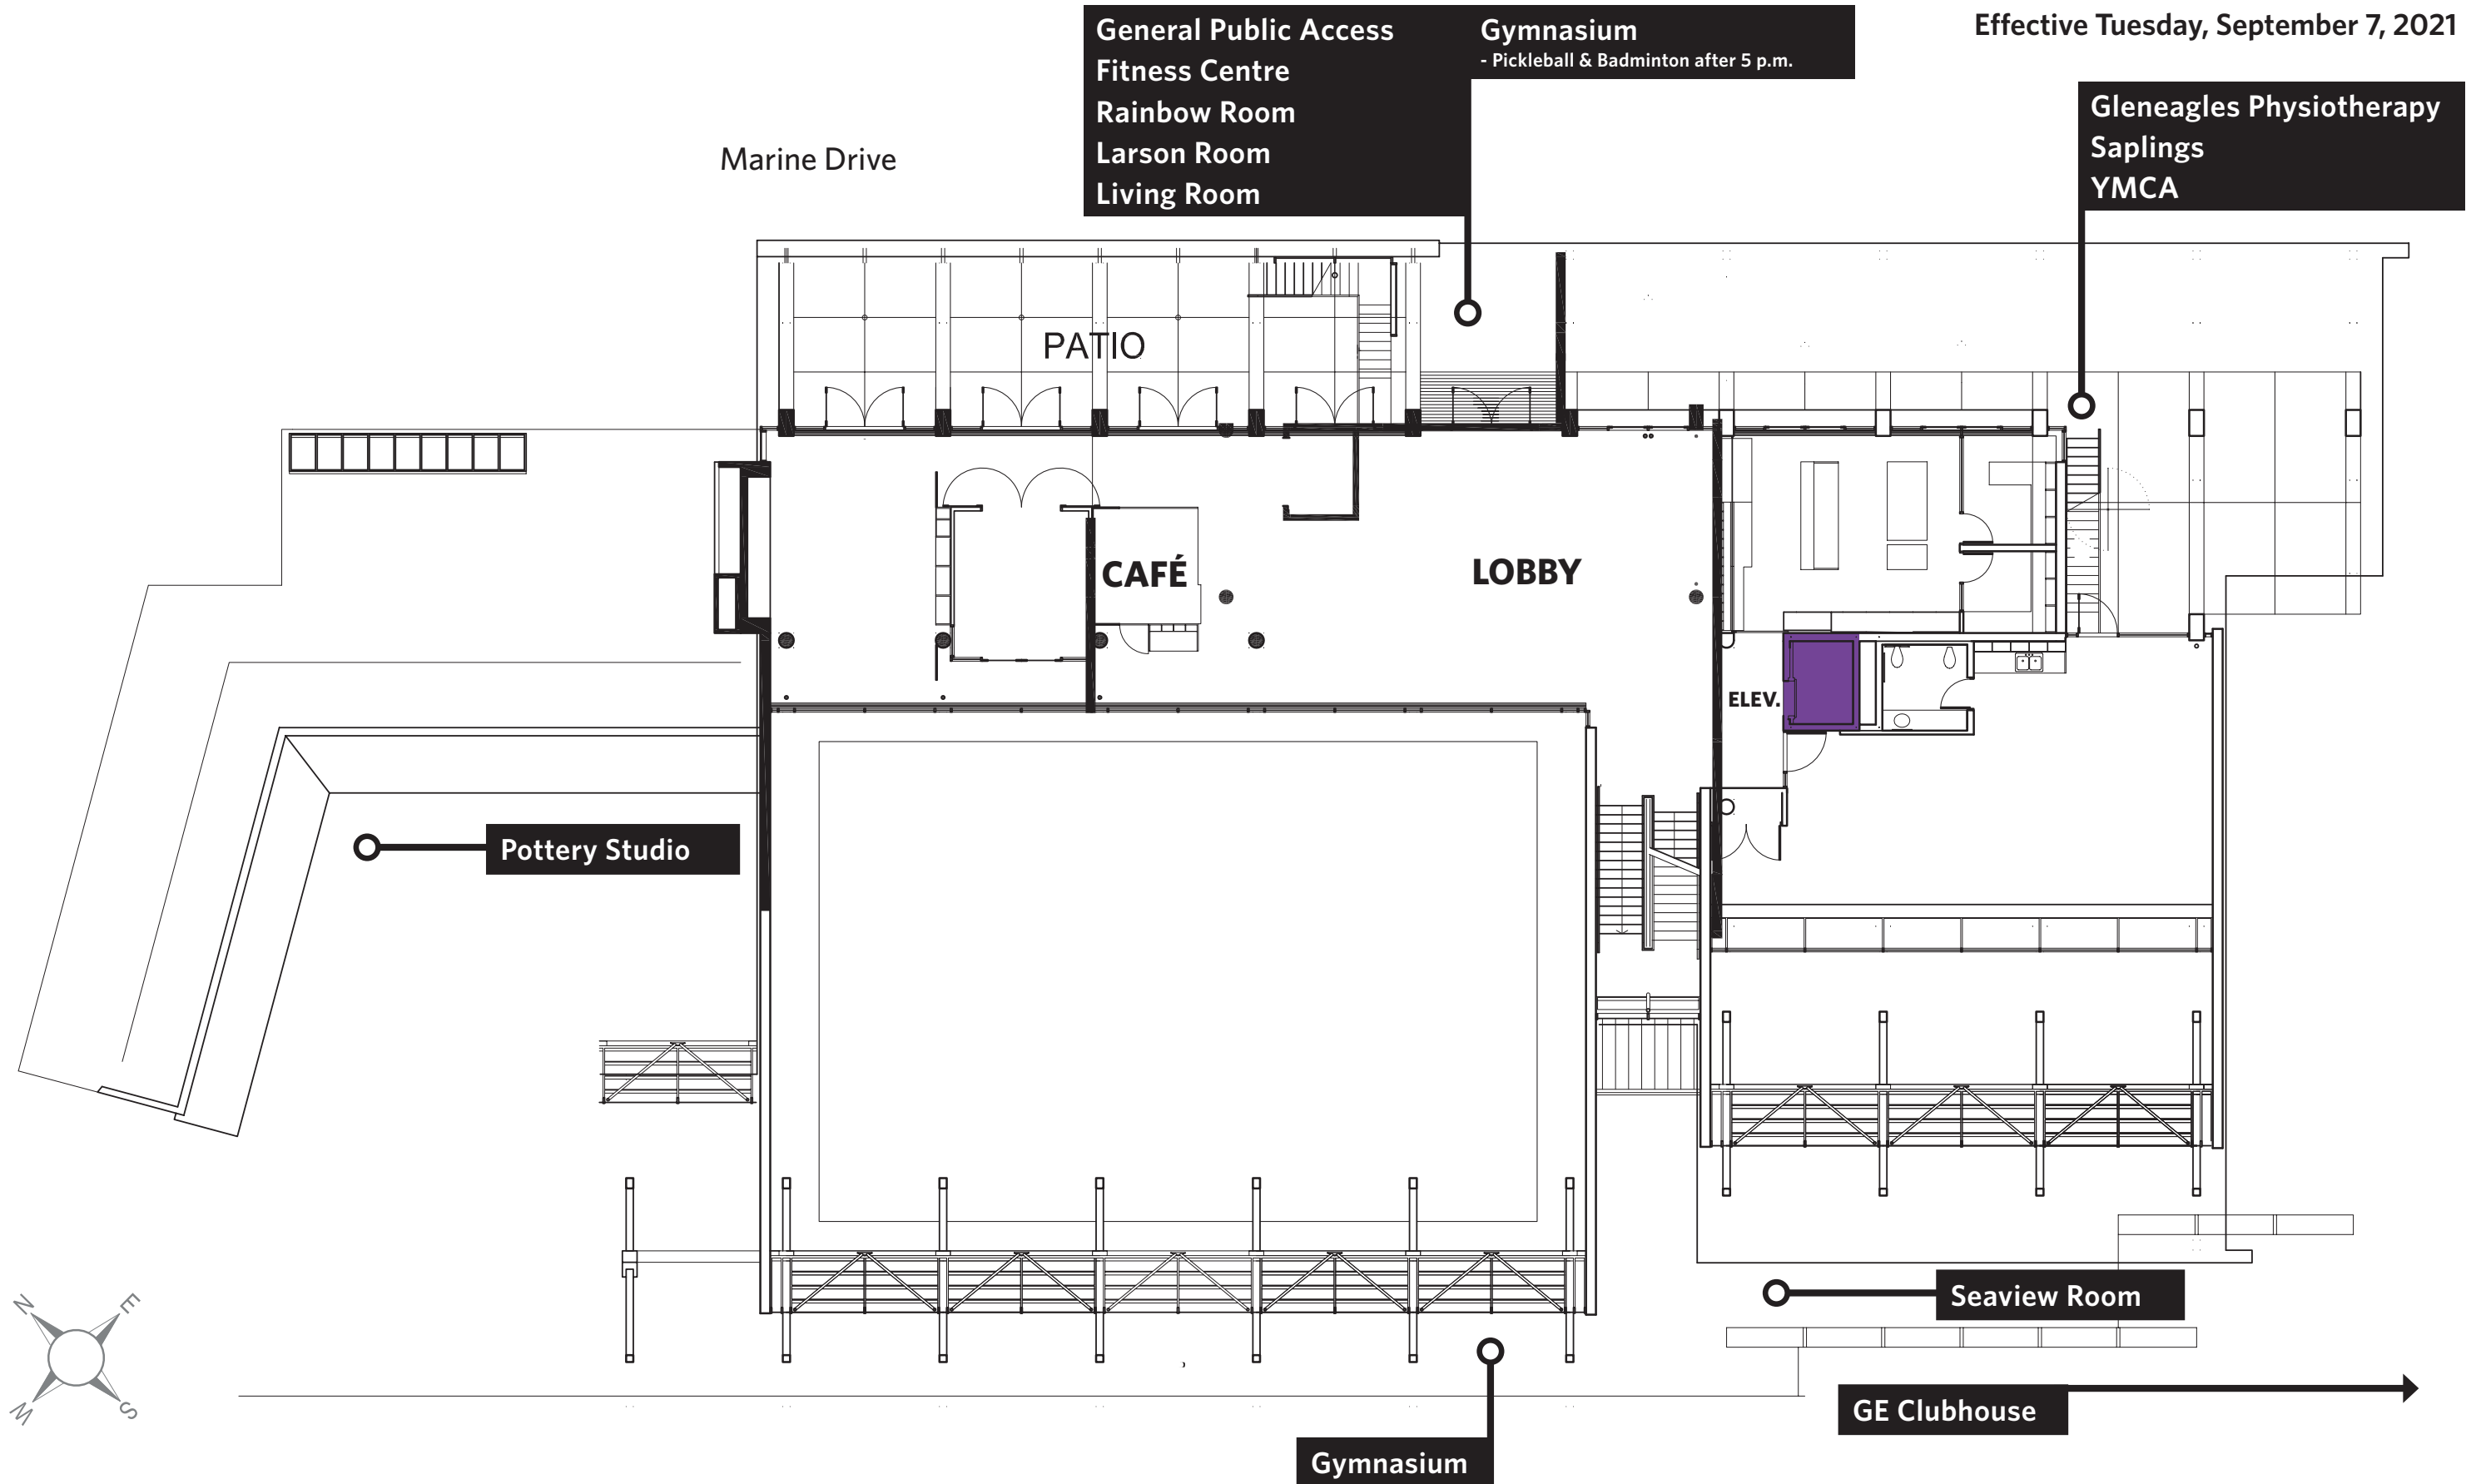 Effective Tuesday, September 7, 2021
General Public Access
Fitness Centre
Rainbow Room
Larson Room
Living Room
Gymnasium
- Pickleball & Badminton after 5 p.m.
Gleneagles Physiotherapy
Saplings
YMCA
Marine Drive
PATIO
CAFÉ
LOBBY
ELEV.
Pottery Studio
Seaview Room
GE Clubhouse
Gymnasium
N
E
W
S